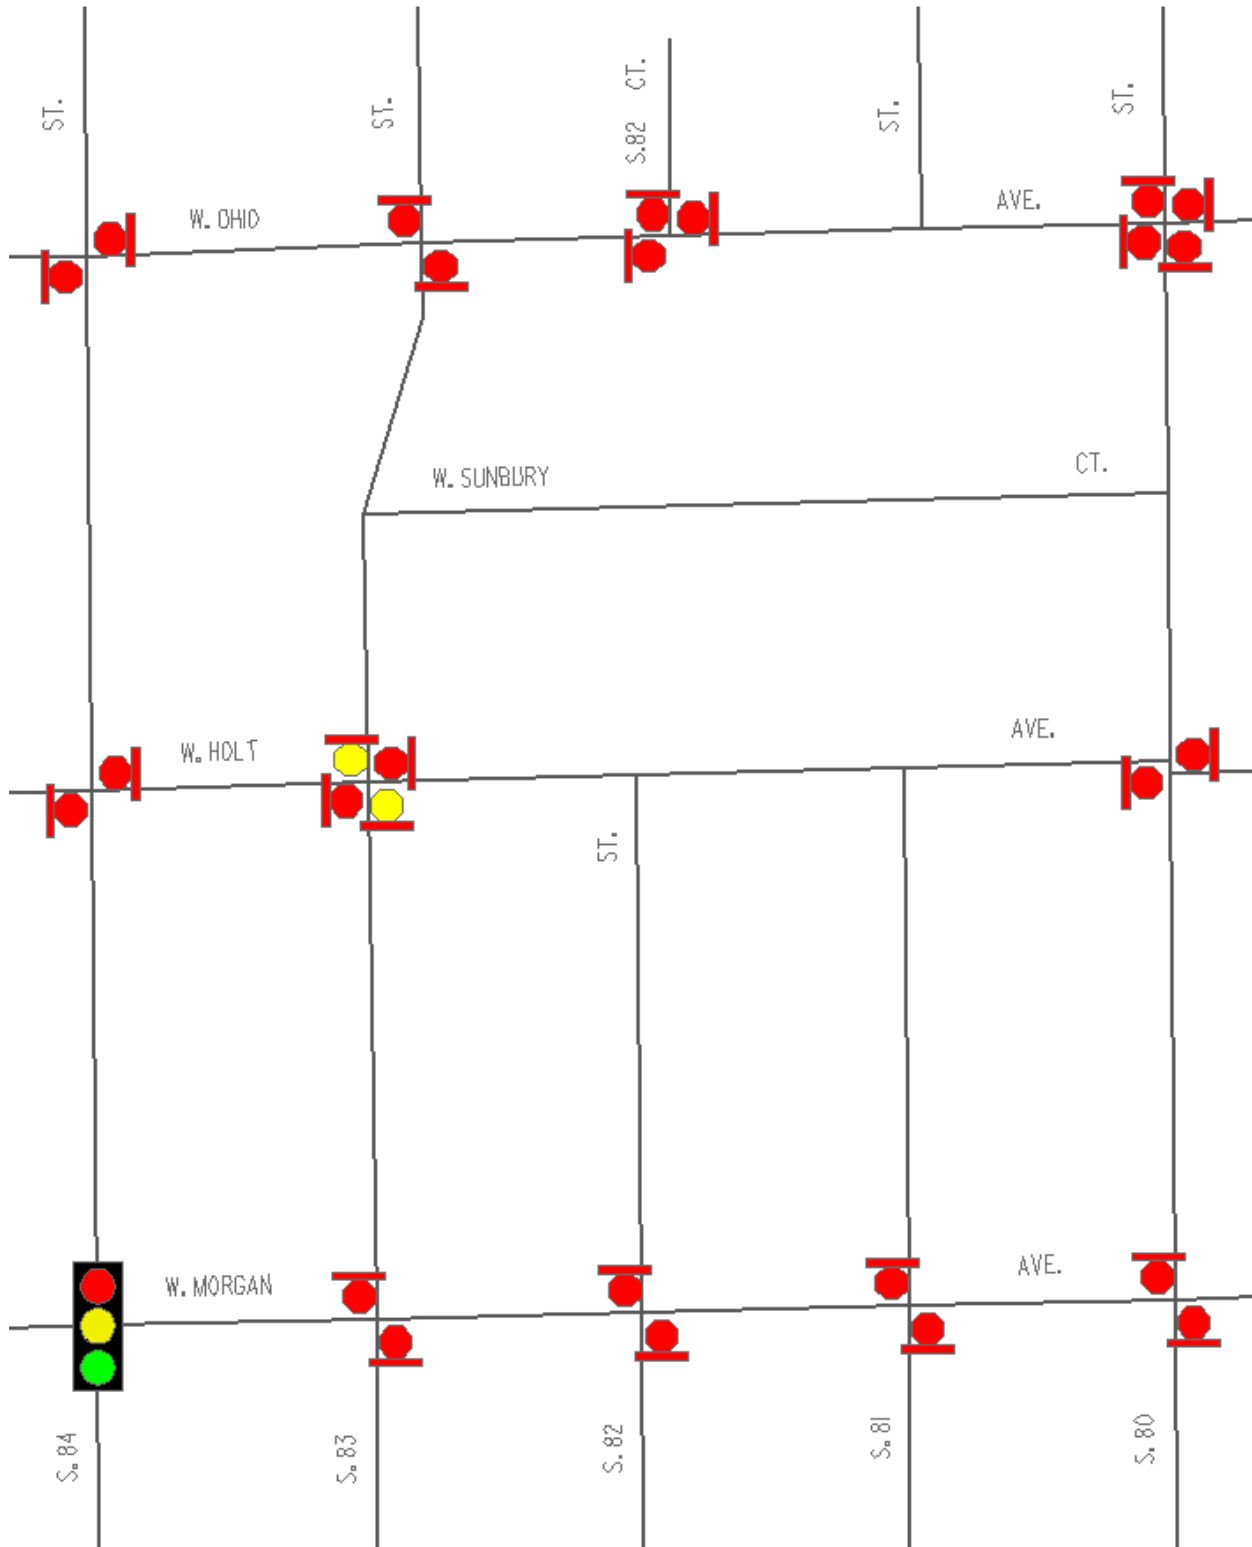 ST.
ST.
S.82 CT.
ST.
ST.
W. OHIO AVE.
W. SUNBURY CT.
W. HOLT AVE.
ST.
W. MORGAN AVE.
S.84
S.83
S.82
S.81
S.80